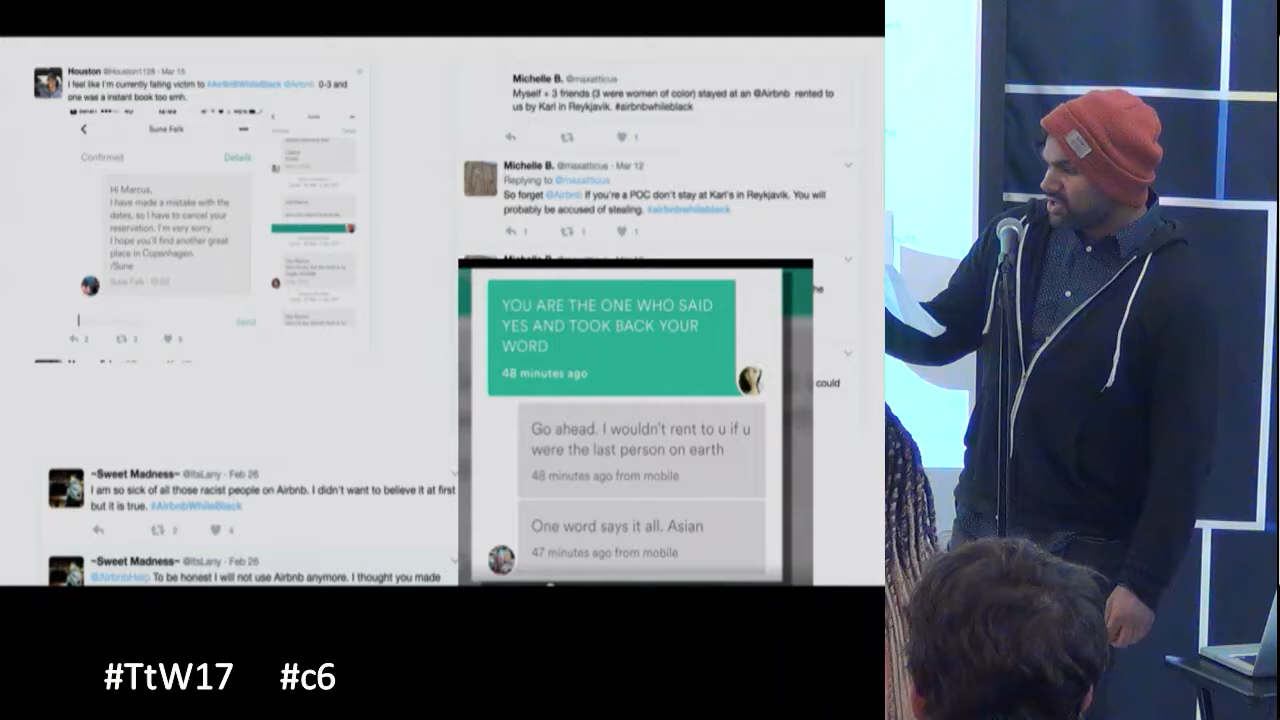 Houston @Houston1128 · Mar 15
I feel like I'm currently falling victim to #AirbnbWhileBlack @Airbnb 0-3 and
one was a instant book too smh.
Sune Falk
Confirmed
Details
Hi Marcus,
I have made a mistake with the
dates, so I have to cancel your
reservation. I'm very sorry.
I hope you'll find another great
place in Copenhagen
/Sune
Sune Falk
Send
Michelle B. @maxatticus
Myself + 3 friends (3 were women of color) stayed at an @Airbnb rented to
us by Karl in Reykjavik. #airbnbwhileblack
1
Michelle B. @maxatticus · Mar 12
Replying to @maxatticus
So forget @Airbnb If you're a POC don't stay at Karl's in Reykjavik. You will
probably be accused of stealing. #airbnbwhileblack
1 1 1
he
could
YOU ARE THE ONE WHO SAID
YES AND TOOK BACK YOUR
WORD
48 minutes ago
Go ahead. I wouldn't rent to u if u
were the last person on earth
48 minutes ago from mobile
One word says it all. Asian
47 minutes ago from mobile
~Sweet Madness~ @ItsLany · Feb 26
I am so sick of all those racist people on Airbnb. I didn't want to believe it at first
but it is true. #AirbnbWhileBlack
2 4
~Sweet Madness~ @ItsLany · Feb 26
@AirbnbHelp To be honest I will not use Airbnb anymore. I thought you made
#TtW17 #c6